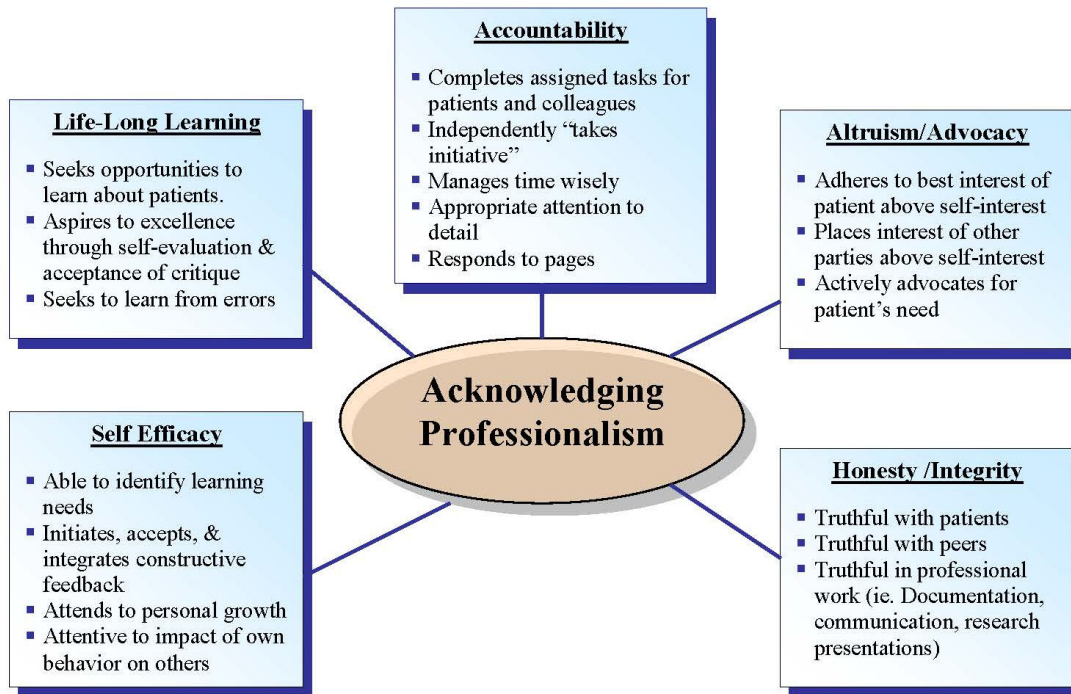 Accountability
▪ Completes assigned tasks for
patients and colleagues
▪ Independently “takes
initiative”
▪ Manages time wisely
▪ Appropriate attention to
detail
▪ Responds to pages
Life-Long Learning
▪ Seeks opportunities to
learn about patients.
▪ Aspires to excellence
through self-evaluation &
acceptance of critique
▪ Seeks to learn from errors
Altruism/Advocacy
▪ Adheres to best interest of
patient above self-interest
▪ Places interest of other
parties above self-interest
▪ Actively advocates for
patient’s need
Acknowledging
Professionalism
Self Efficacy
▪ Able to identify learning
needs
▪ Initiates, accepts, &
integrates constructive
feedback
▪ Attends to personal growth
▪ Attentive to impact of own
behavior on others
Honesty /Integrity
▪ Truthful with patients
▪ Truthful with peers
▪ Truthful in professional
work (ie. Documentation,
communication, research
presentations)